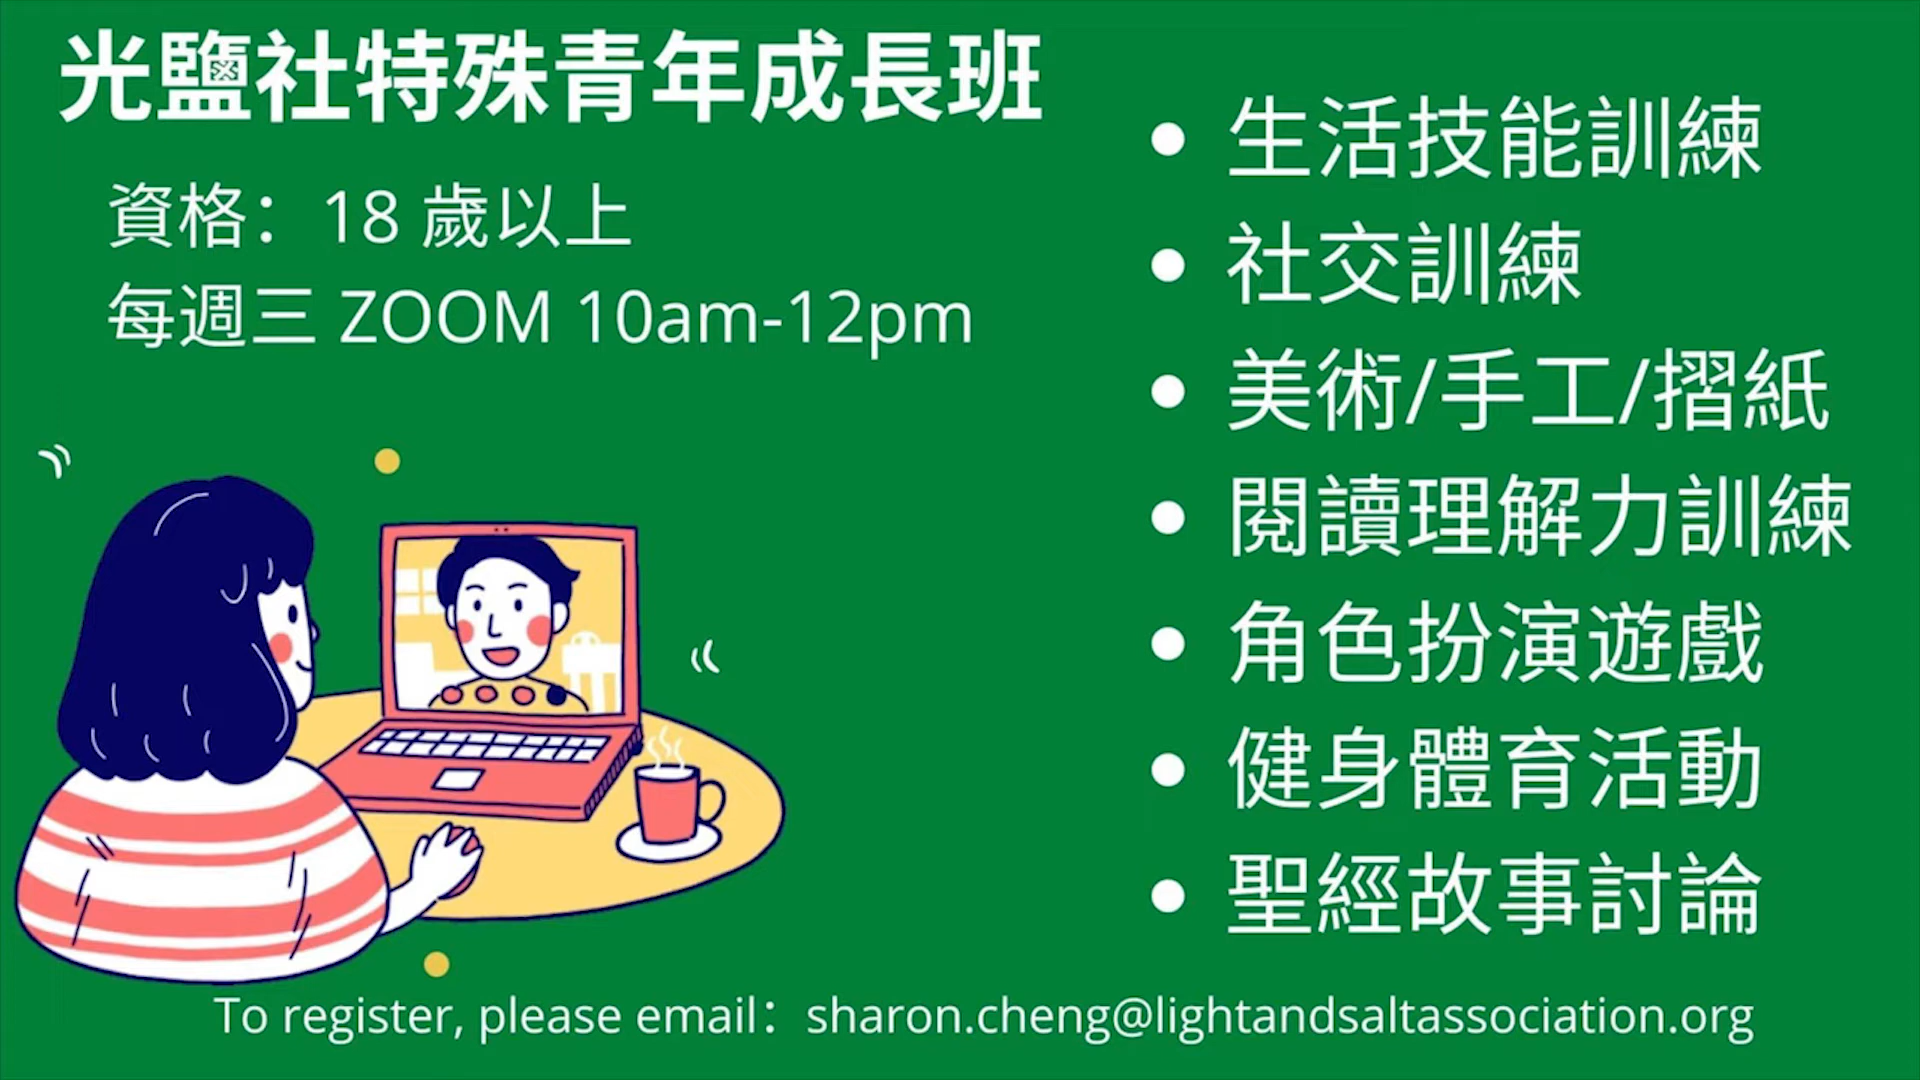 光鹽社特殊青年成長班
資格：18 歲以上
每週三 ZOOM 10am-12pm
• 生活技能訓練
• 社交訓練
• 美術/手工/摺紙
• 閱讀理解力訓練
• 角色扮演遊戲
• 健身體育活動
• 聖經故事討論
To register, please email：sharon.cheng@lightandsaltassociation.org